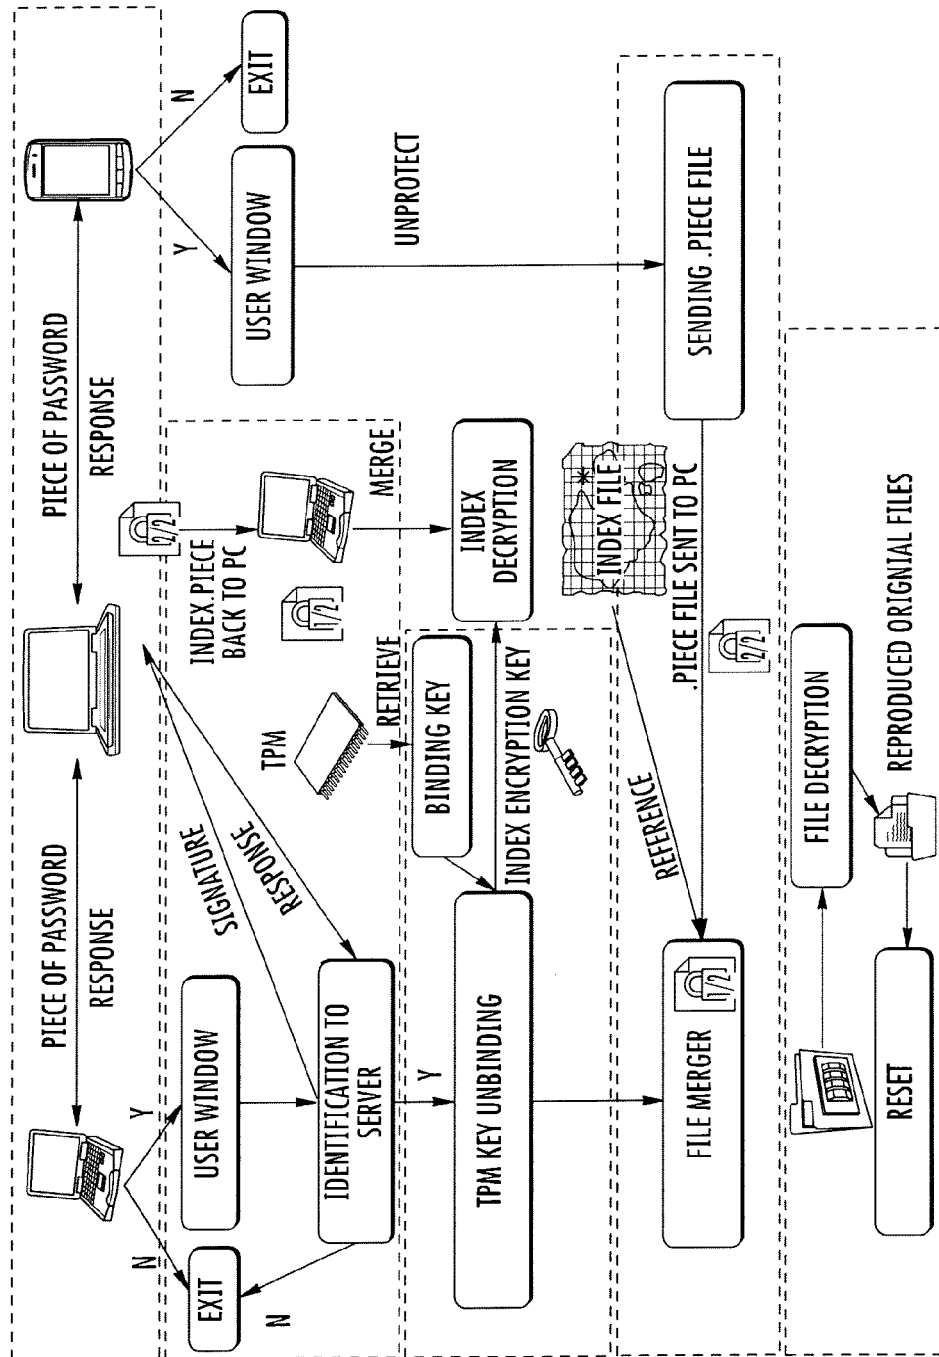 PIECE OF PASSWORD
RESPONSE
PIECE OF PASSWORD
RESPONSE
N
Y
Y
N
EXIT
USER WINDOW
SIGNATURE
RESPONSE
INDEX.PIECE
BACK TO PC
2/2
USER WINDOW
EXIT
N
IDENTIFICATION TO
SERVER
TPM
1/2
MERGE
Y
RETRIEVE
UNPROTECT
BINDING KEY
TPM KEY UNBINDING
INDEX ENCRYPTION KEY
INDEX
DECRYPTION
INDEX FILE
REFERENCE
FILE MERGER
1/2
.PIECE FILE SENT TO PC
2/2
SENDING .PIECE FILE
FILE DECRYPTION
RESET
REPRODUCED ORIGNIAL FILES